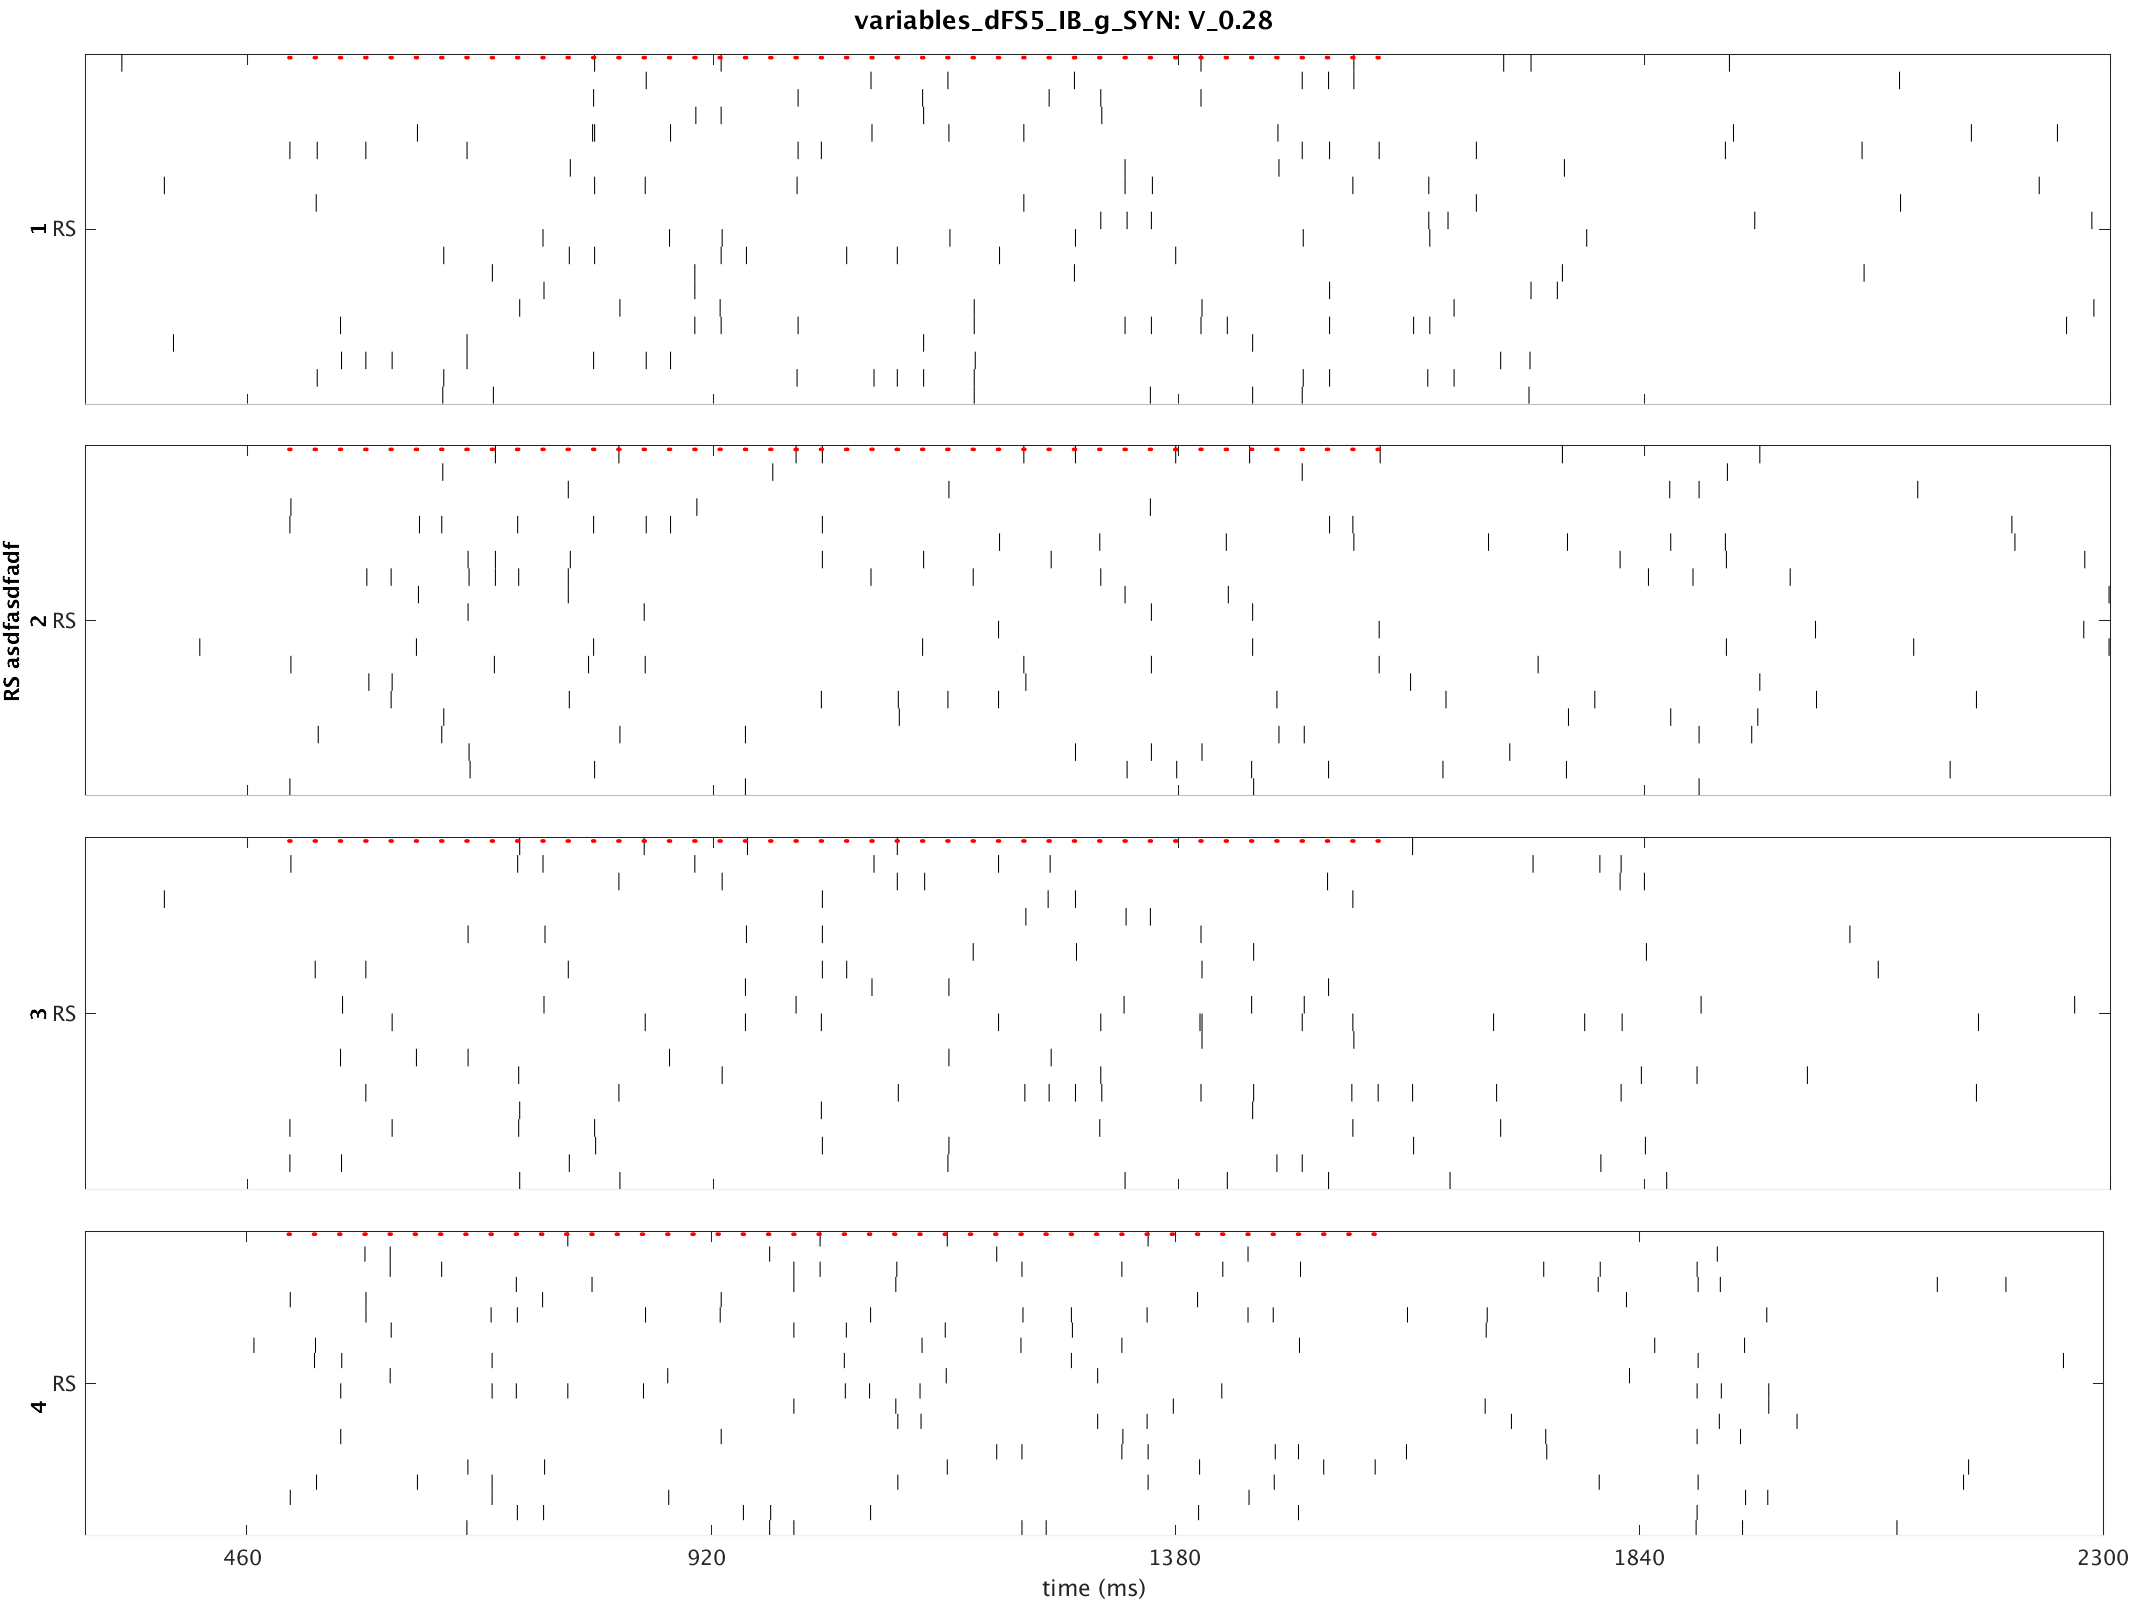 variables_dFS5_IB_g_SYN: V_0.28
RS asdfasdfadf
1 RS
2 RS
3 RS
4 RS
460 920 1380 1840 2300
time (ms)